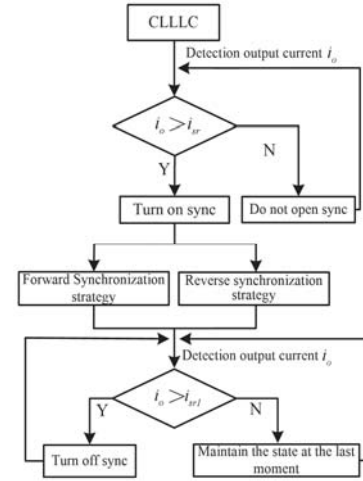 CLLLC
Detection output current i_o
i_o > i_sr
Y
N
Turn on sync
Do not open sync
Forward Synchronization
strategy
Reverse synchronization
strategy
Detection output current i_o
i_o > i_sr1
Y
N
Turn off sync
Maintain the state at the last
moment